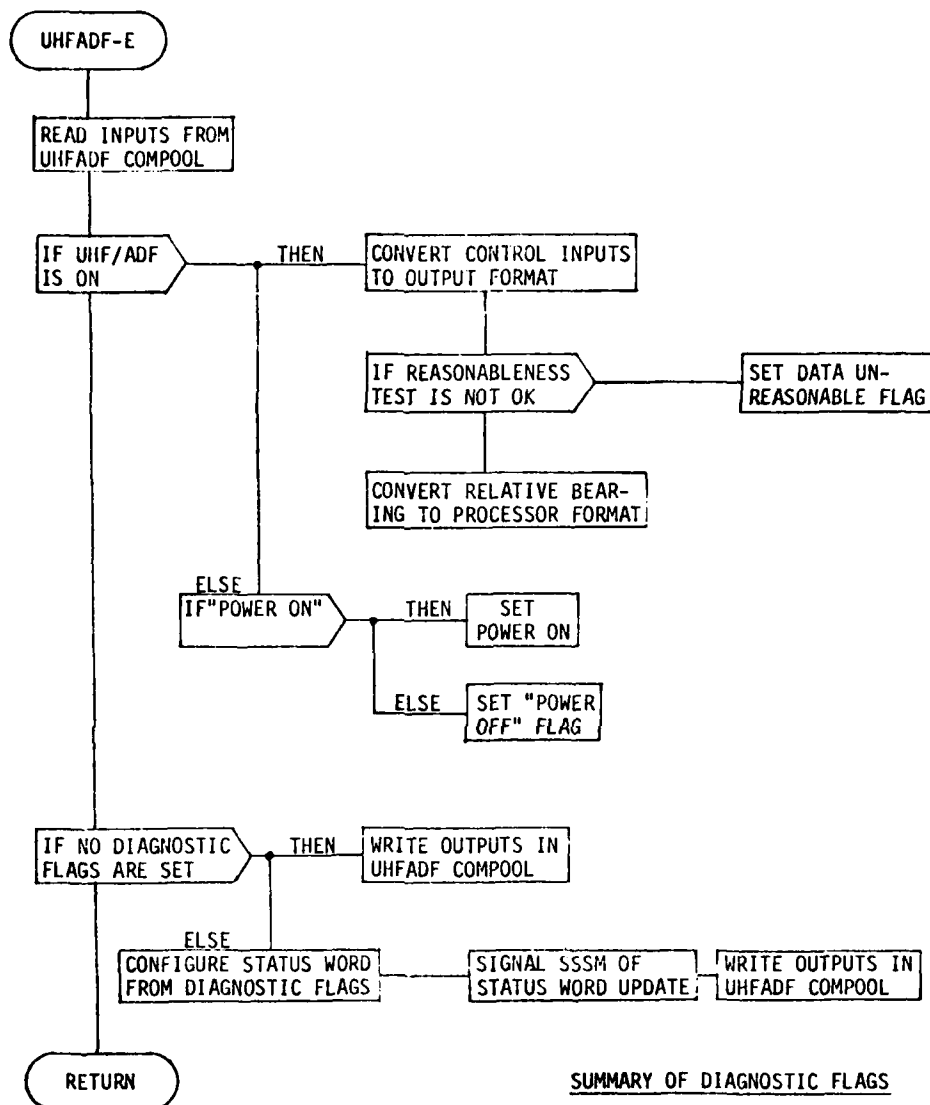 UHFADF-E
READ INPUTS FROM
UHFADF COMPOOL
IF UHF/ADF
IS ON
THEN
CONVERT CONTROL INPUTS
TO OUTPUT FORMAT
IF REASONABLENESS
TEST IS NOT OK
SET DATA UN-
REASONABLE FLAG
CONVERT RELATIVE BEAR-
ING TO PROCESSOR FORMAT
ELSE
IF"POWER ON"
THEN
SET
POWER ON
ELSE
SET "POWER
OFF" FLAG
IF NO DIAGNOSTIC
FLAGS ARE SET
THEN
WRITE OUTPUTS IN
UHFADF COMPOOL
ELSE
CONFIGURE STATUS WORD
FROM DIAGNOSTIC FLAGS
SIGNAL SSSM OF
STATUS WORD UPDATE
WRITE OUTPUTS IN
UHFADF COMPOOL
RETURN
SUMMARY OF DIAGNOSTIC FLAGS